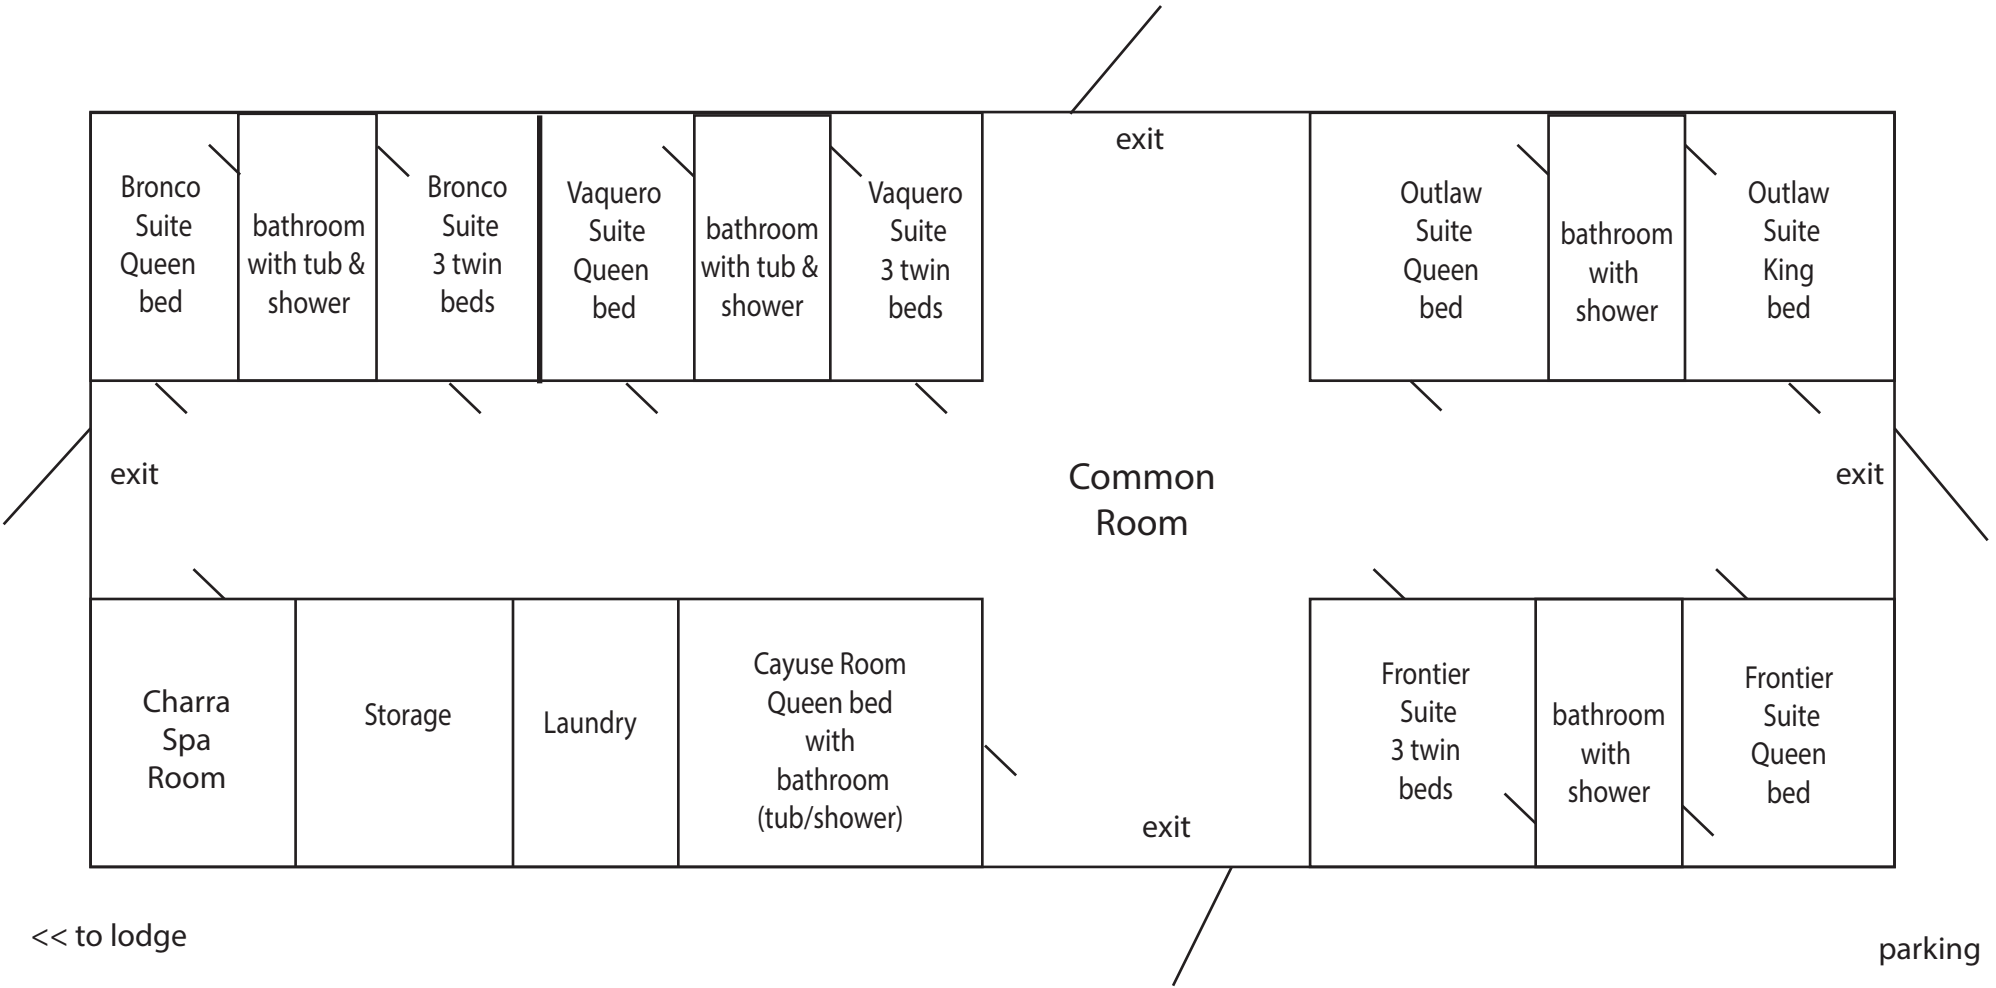 exit
Bronco
Suite
Queen
bed
bathroom
with tub &
shower
Bronco
Suite
3 twin
beds
Vaquero
Suite
Queen
bed
bathroom
with tub &
shower
Vaquero
Suite
3 twin
beds
Outlaw
Suite
Queen
bed
bathroom
with
shower
Outlaw
Suite
King
bed
exit
Common
Room
exit
Charra
Spa
Room
Storage
Laundry
Cayuse Room
Queen bed
with
bathroom
(tub/shower)
exit
Frontier
Suite
3 twin
beds
bathroom
with
shower
Frontier
Suite
Queen
bed
<< to lodge
parking